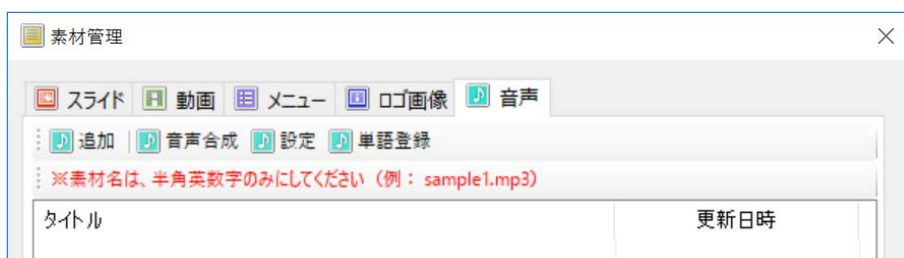 素材管理
スライド 動画 メニュー ロゴ画像 音声
追加 音声合成 設定 単語登録
※素材名は、半角英数字のみにしてください（例： sample1.mp3）
タイトル 更新日時